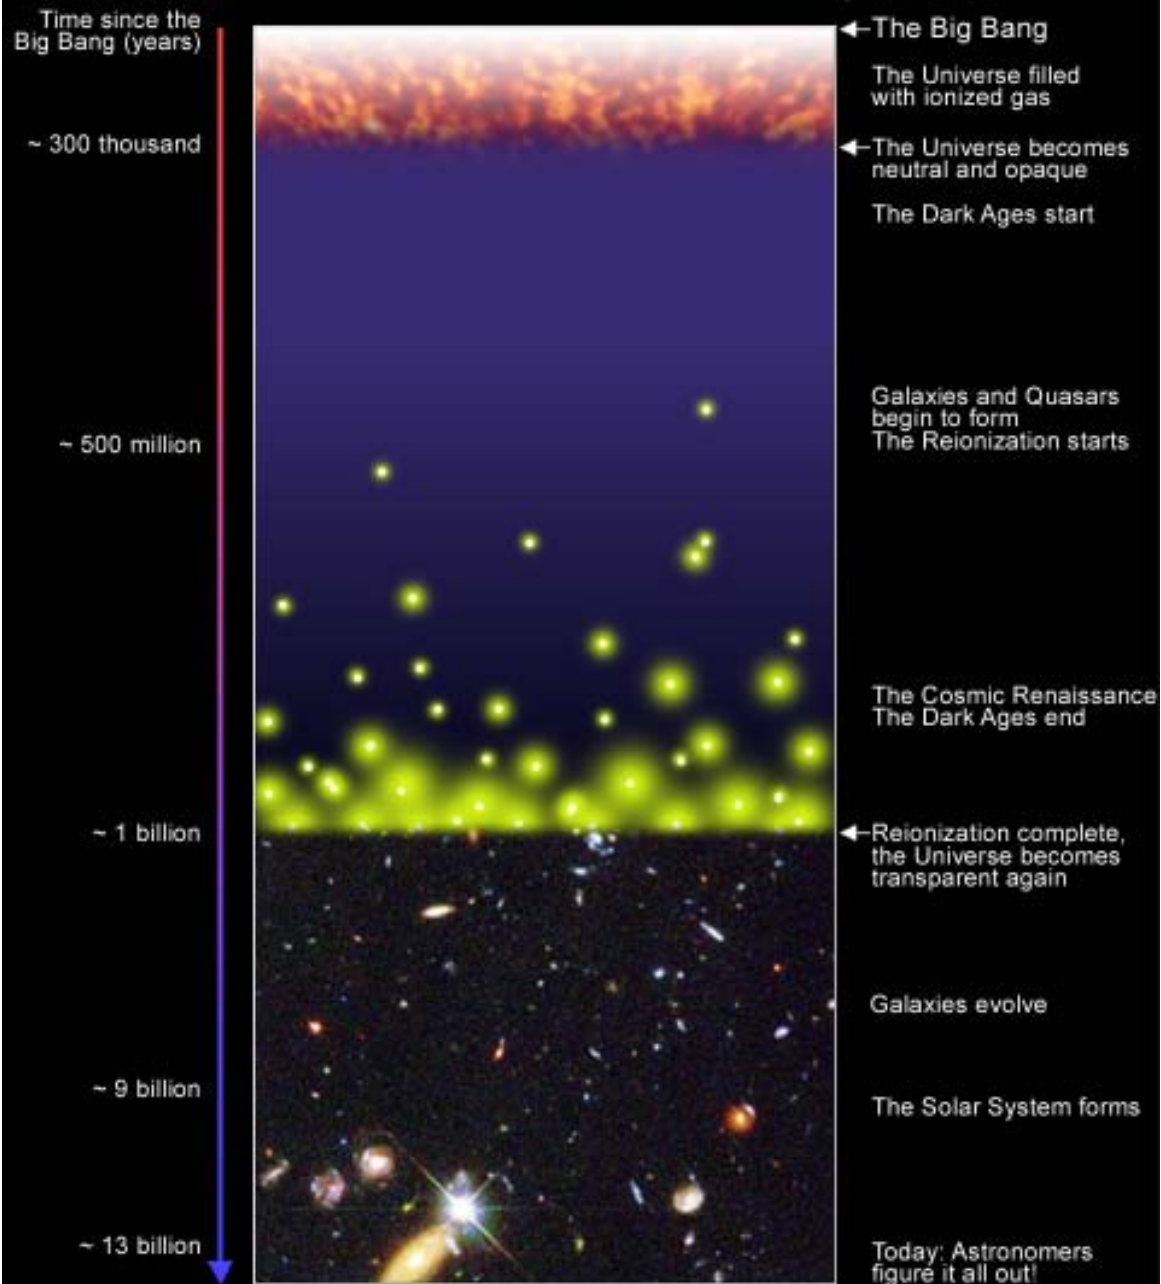 Time since the
Big Bang (years)
The Big Bang
The Universe filled
with ionized gas
~ 300 thousand
The Universe becomes
neutral and opaque
The Dark Ages start
Galaxies and Quasars
begin to form
~ 500 million
The Reionization starts
The Cosmic Renaissance
The Dark Ages end
~ 1 billion
Reionization complete,
the Universe becomes
transparent again
Galaxies evolve
~ 9 billion
The Solar System forms
~ 13 billion
Today: Astronomers
figure it all out!